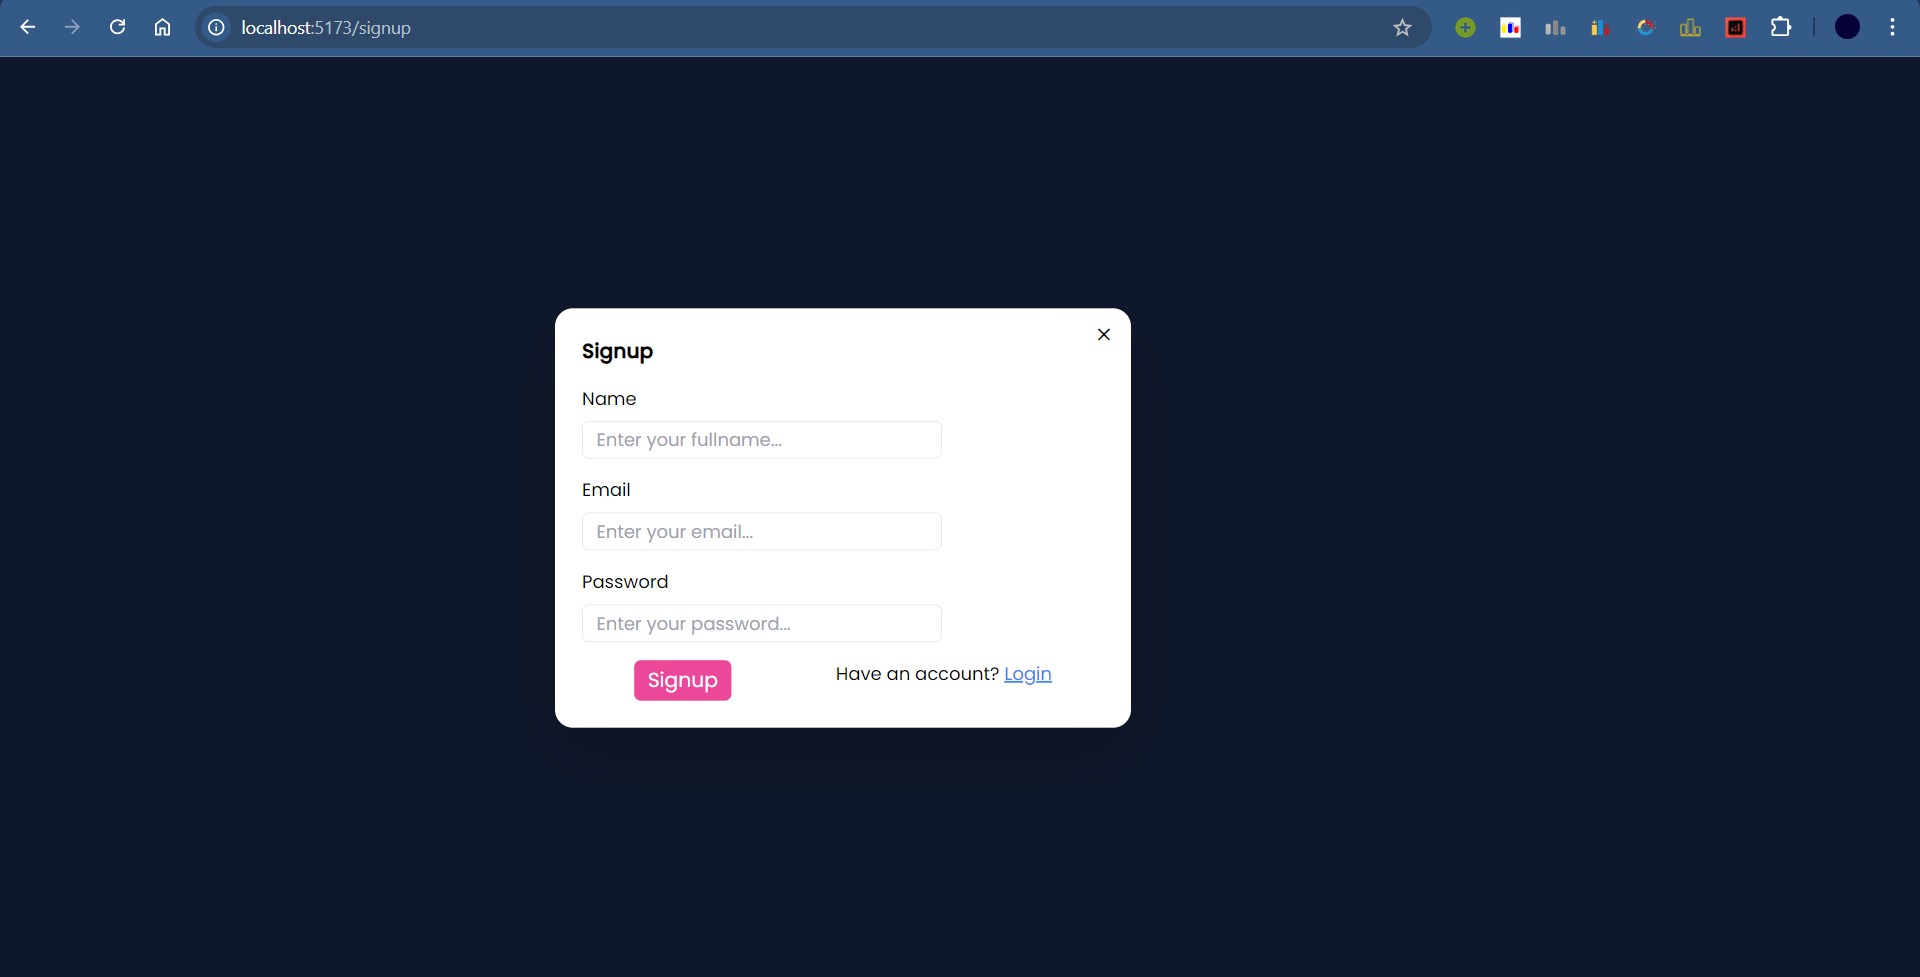 localhost:5173/signup
Signup
Name
Enter your fullname...
Email
Enter your email...
Password
Enter your password...
Signup
Have an account? Login